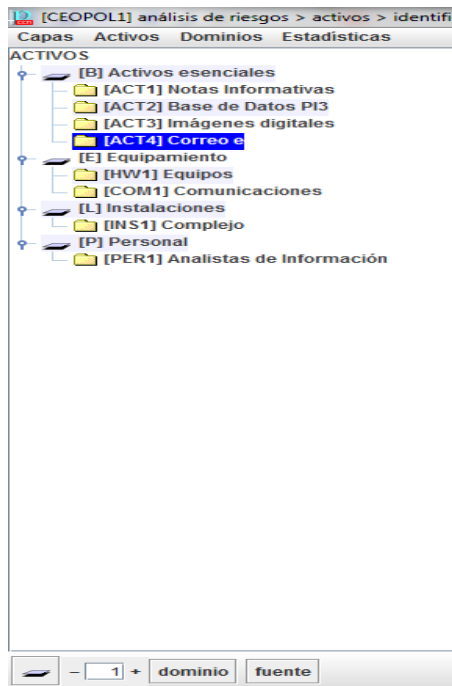 [CEOPOL1] análisis de riesgos > activos > identifi
Capas Activos Dominios Estadísticas
ACTIVOS
[B] Activos esenciales
[ACT1] Notas Informativas
[ACT2] Base de Datos PI3
[ACT3] Imágenes digitales
[ACT4] Correo e
[E] Equipamiento
[HW1] Equipos
[COM1] Comunicaciones
[L] Instalaciones
[INS1] Complejo
[P] Personal
[PER1] Analistas de Información
− 1 + dominio fuente